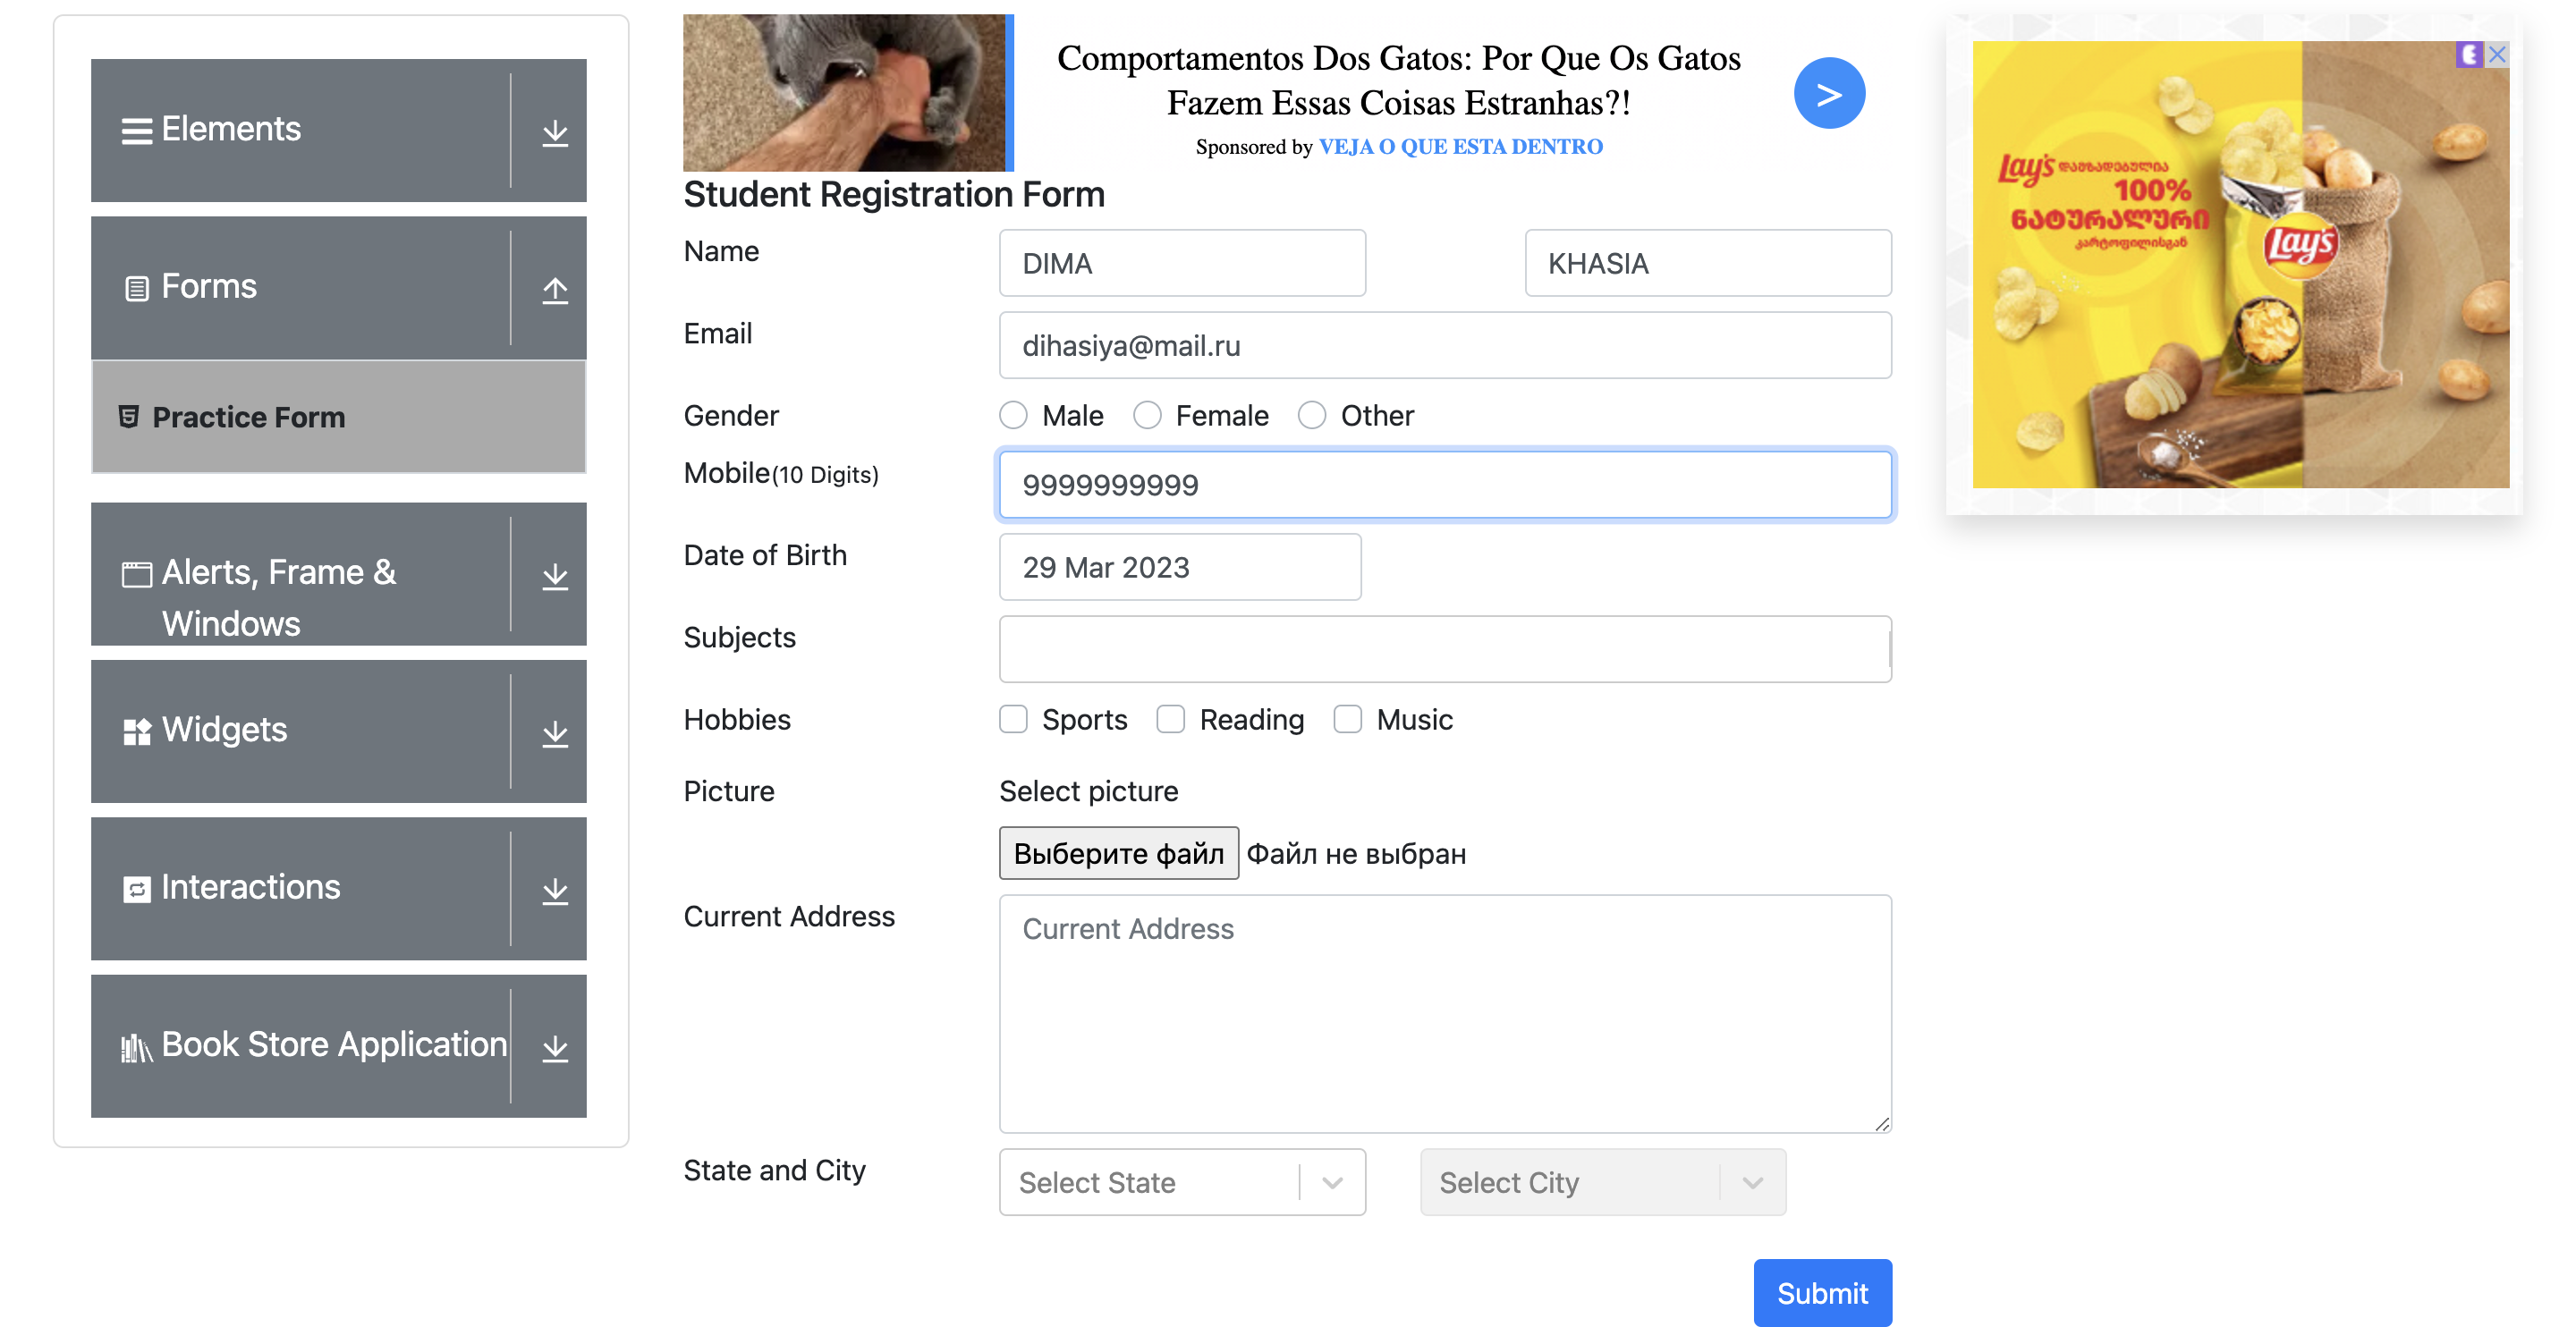 Elements
Forms
Practice Form
Alerts, Frame &
Windows
Widgets
Interactions
Book Store Application
Comportamentos Dos Gatos: Por Que Os Gatos
Fazem Essas Coisas Estranhas?!
Sponsored by VEJA O QUE ESTA DENTRO
>
Student Registration Form
Name
DIMA
KHASIA
Email
dihasiya@mail.ru
Gender
Male
Female
Other
Mobile(10 Digits)
9999999999
Date of Birth
29 Mar 2023
Subjects
Hobbies
Sports
Reading
Music
Picture
Select picture
Выберите файл Файл не выбран
Current Address
Current Address
State and City
Select State
Select City
Submit
Lay's დამზადებულია
100%
ნატურალური
კარტოფილისგან
Lay's